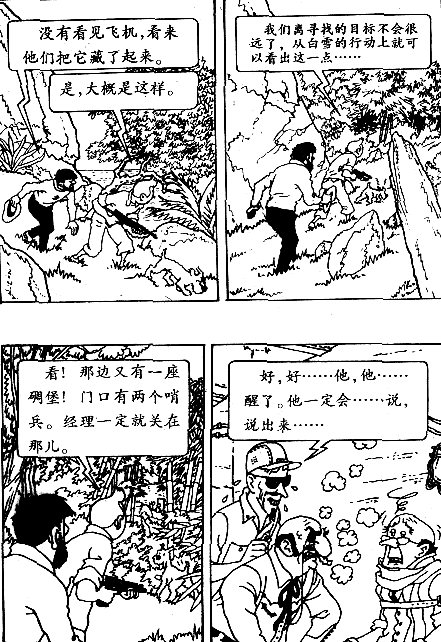 没有看见飞机，看来
他们把它藏了起来。
是，大概是这样。
我们离寻找的目标不会很
远了，从白雪的行动上就可
以看出这一点……
看！那边又有一座
碉堡！门口有两个哨
兵。经理一定就关在
那儿。
好，好……他，他……
醒了。他一定会……说，
说出来……